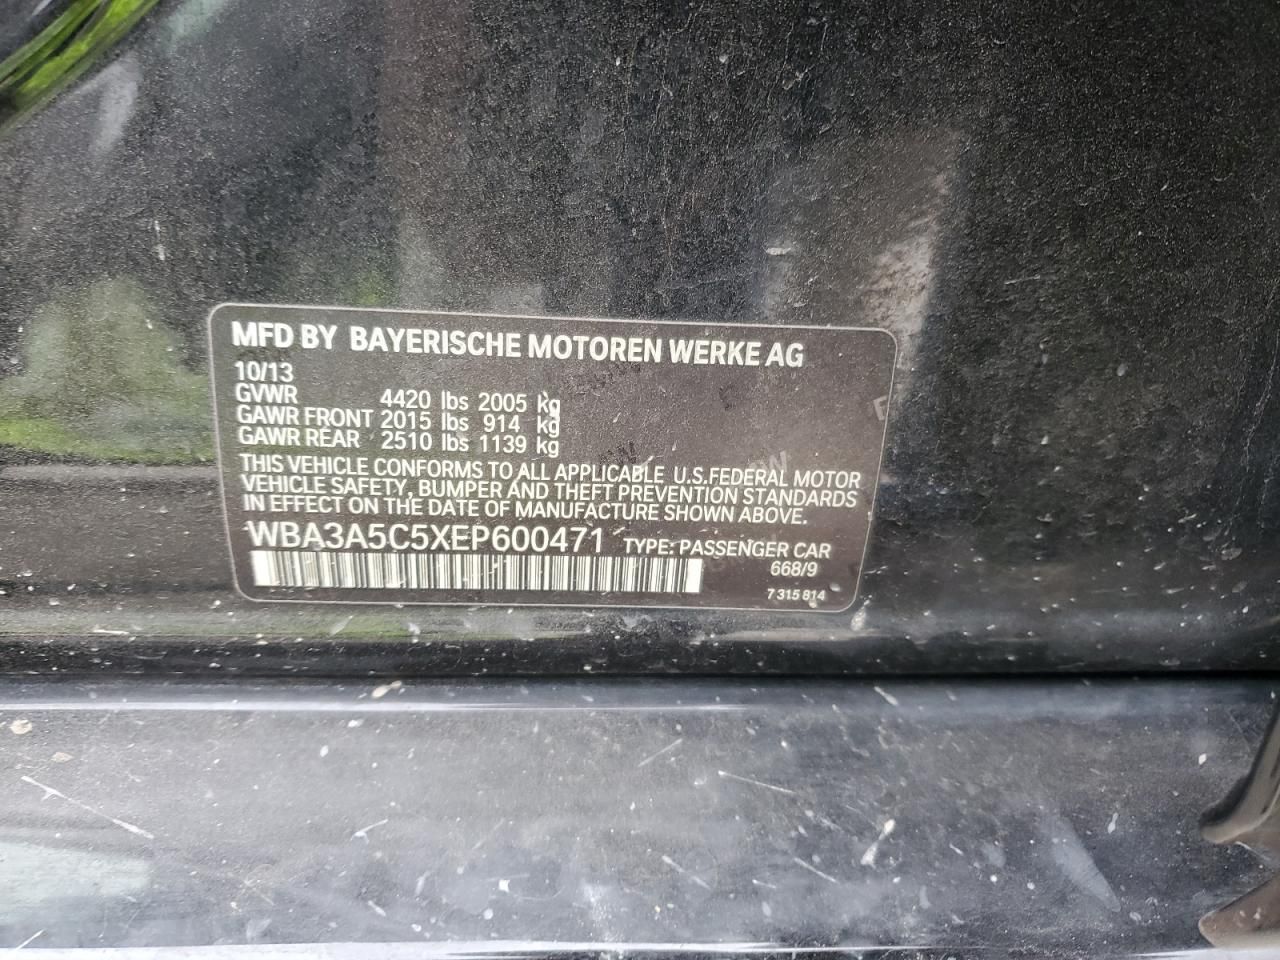 MFD BY BAYERISCHE MOTOREN WERKE AG
10/13
GVWR 4420 lbs 2005 kg
GAWR FRONT 2015 lbs 914 kg
GAWR REAR 2510 lbs 1139 kg
THIS VEHICLE CONFORMS TO ALL APPLICABLE U.S.FEDERAL MOTOR
VEHICLE SAFETY, BUMPER AND THEFT PREVENTION STANDARDS
IN EFFECT ON THE DATE OF MANUFACTURE SHOWN ABOVE.
WBA3A5C5XEP600471 TYPE: PASSENGER CAR
668/9
7 315 814